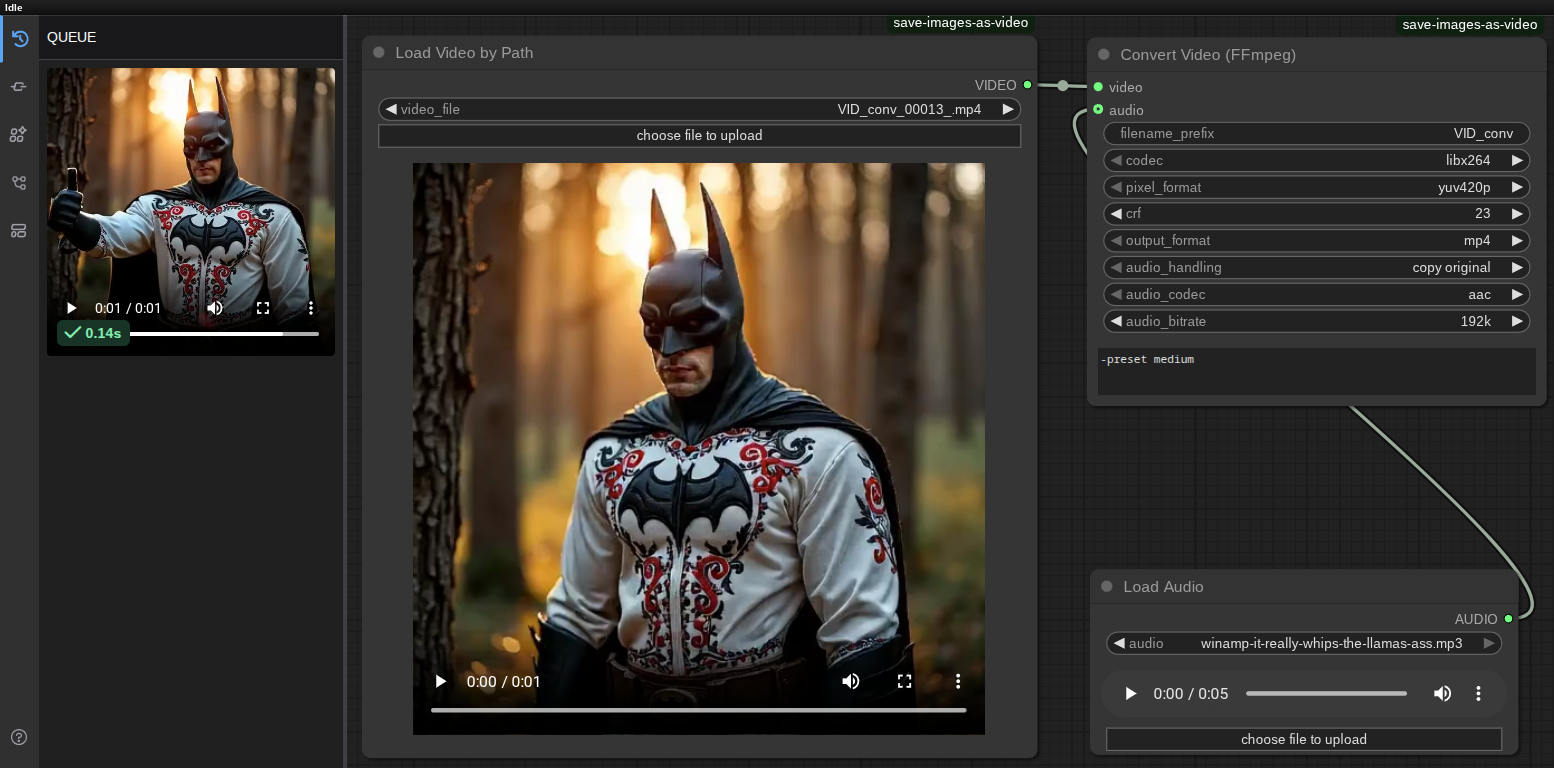 Idle
QUEUE
0:01 / 0:01
0.14s
save-images-as-video
Load Video by Path
VIDEO
video_file VID_conv_00013_.mp4
choose file to upload
0:00 / 0:01
save-images-as-video
Convert Video (FFmpeg)
video
audio
filename_prefix VID_conv
codec libx264
pixel_format yuv420p
crf 23
output_format mp4
audio_handling copy original
audio_codec aac
audio_bitrate 192k
-preset medium
Load Audio
AUDIO
audio winamp-it-really-whips-the-llamas-ass.mp3
0:00 / 0:05
choose file to upload